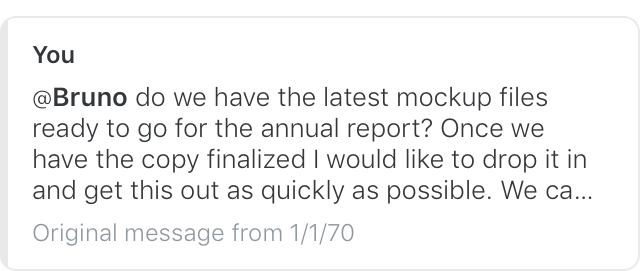 You
@Bruno do we have the latest mockup files
ready to go for the annual report? Once we
have the copy finalized I would like to drop it in
and get this out as quickly as possible. We ca...
Original message from 1/1/70